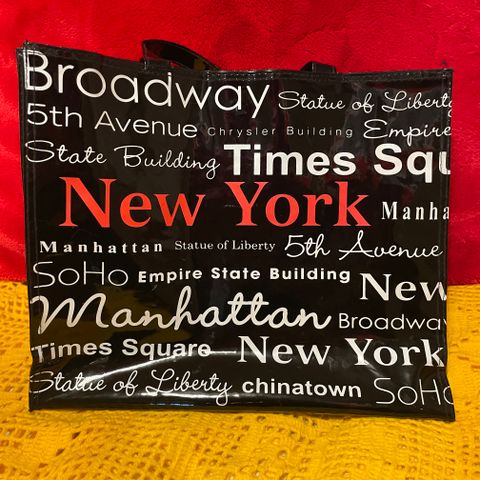 Broadway Statue of Liberty
5th Avenue Chrysler Building Empire
State Building Times Squ
New York Manha
Manhattan Statue of Liberty 5th Avenue
SoHo Empire State Building New
Manhattan Broadway
Times Square New York
Statue of Liberty chinatown SoHo